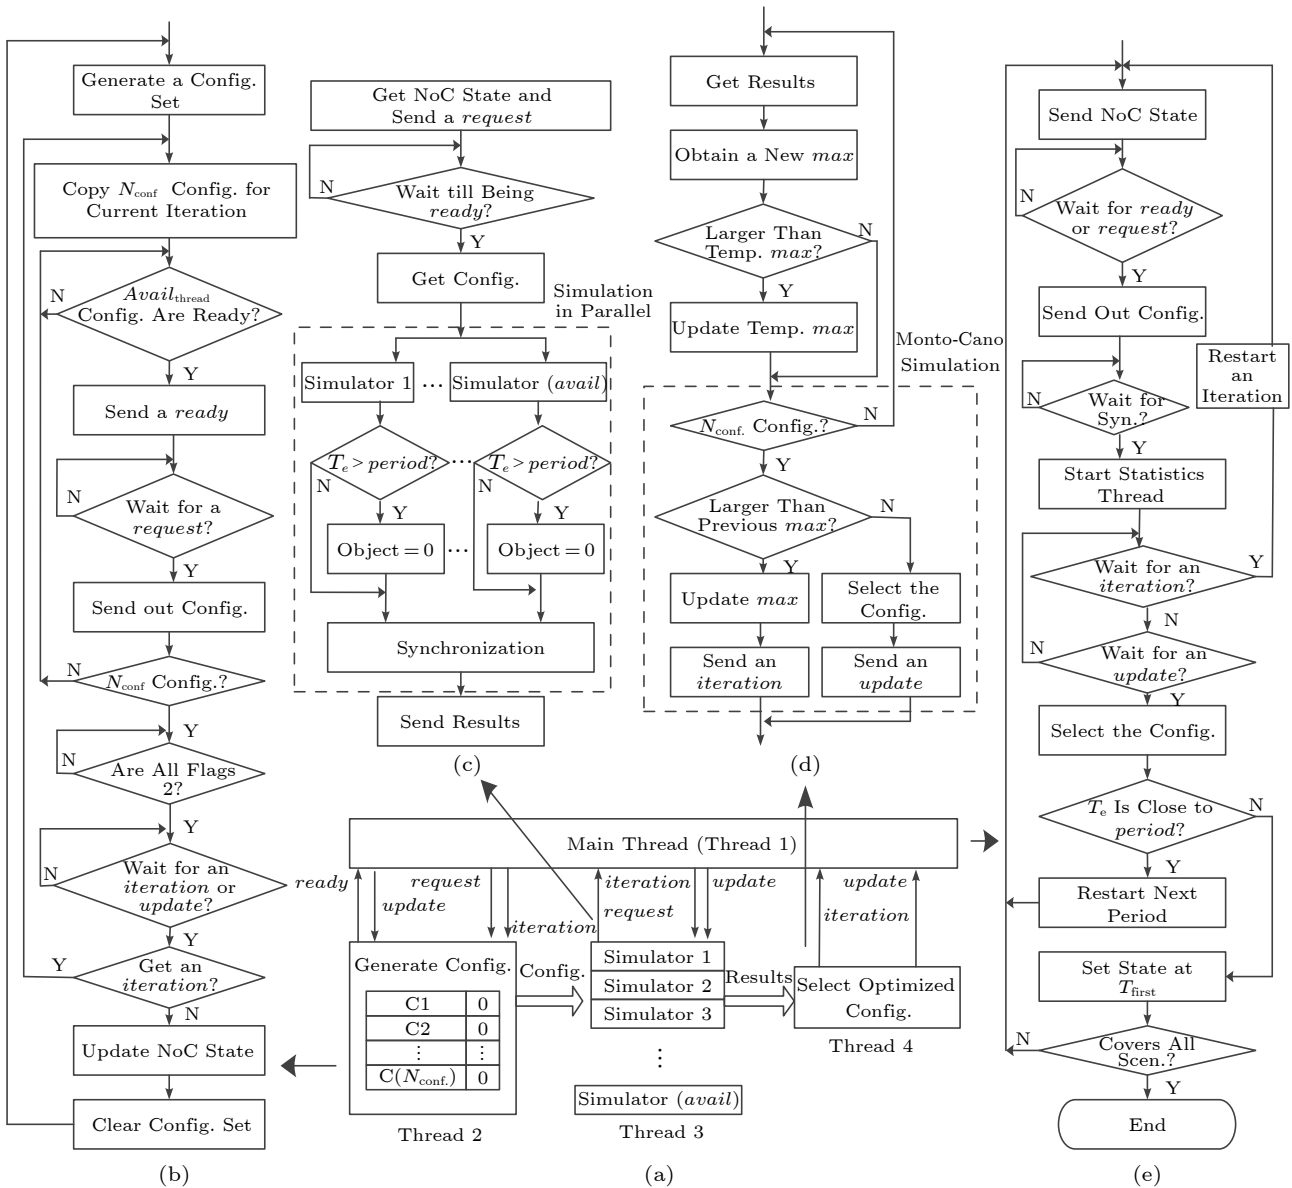 Generate a Config.
Set
Copy Nconf Config. for
Current Iteration
N
Availthread
Config. Are Ready?
Y
Send a ready
N
Wait for a
request?
Y
Send out Config.
N
Nconf Config.?
Y
N
Are All Flags
2?
Y
N
Wait for an
iteration or
update?
Y
Y
Get an
iteration?
N
Update NoC State
Clear Config. Set
(b)
Get NoC State and
Send a request
N
Wait till Being
ready?
Y
Get Config.
Simulation
in Parallel
Simulator 1
...
Simulator (avail)
Te > period?
...
Te > period?
N
N
Y
Y
Object = 0
...
Object = 0
Synchronization
Send Results
(c)
Get Results
Obtain a New max
Larger Than
Temp. max?
N
Y
Update Temp. max
Monto-Cano
Simulation
Nconf. Config.?
N
Y
Larger Than
Previous max?
N
Y
Update max
Select the
Config.
Send an
iteration
Send an
update
(d)
Main Thread (Thread 1)
ready
update
request
iteration
iteration
request
update
update
iteration
Generate Config.
C1 0
C2 0
⋮ ⋮
C(Nconf.) 0
Thread 2
Config.
Simulator 1
Simulator 2
Simulator 3
⋮
Simulator (avail)
Thread 3
Results
Select Optimized
Config.
Thread 4
(a)
Send NoC State
N
Wait for ready
or request?
Y
Send Out Config.
Restart
an
Iteration
N
Wait for
Syn.?
Y
Start Statistics
Thread
Wait for an
iteration?
Y
N
N
Wait for an
update?
Y
Select the Config.
Te Is Close to
period?
N
Y
Restart Next
Period
Set State at
Tfirst
N
Covers All
Scen.?
Y
End
(e)